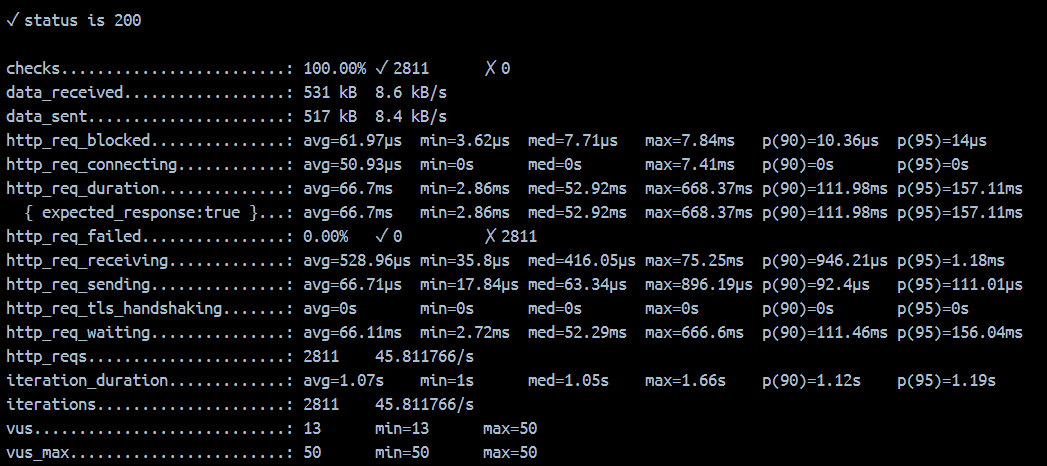 ✓ status is 200
checks.........................: 100.00% ✓ 2811 ✗ 0
data_received..................: 531 kB 8.6 kB/s
data_sent......................: 517 kB 8.4 kB/s
http_req_blocked...............: avg=61.97µs min=3.62µs med=7.71µs max=7.84ms p(90)=10.36µs p(95)=14µs
http_req_connecting............: avg=50.93µs min=0s med=0s max=7.41ms p(90)=0s p(95)=0s
http_req_duration..............: avg=66.7ms min=2.86ms med=52.92ms max=668.37ms p(90)=111.98ms p(95)=157.11ms
{ expected_response:true }...: avg=66.7ms min=2.86ms med=52.92ms max=668.37ms p(90)=111.98ms p(95)=157.11ms
http_req_failed................: 0.00% ✓ 0 ✗ 2811
http_req_receiving.............: avg=528.96µs min=35.8µs med=416.05µs max=75.25ms p(90)=946.21µs p(95)=1.18ms
http_req_sending...............: avg=66.71µs min=17.84µs med=63.34µs max=896.19µs p(90)=92.4µs p(95)=111.01µs
http_req_tls_handshaking.......: avg=0s min=0s med=0s max=0s p(90)=0s p(95)=0s
http_req_waiting...............: avg=66.11ms min=2.72ms med=52.29ms max=666.6ms p(90)=111.46ms p(95)=156.04ms
http_reqs......................: 2811 45.811766/s
iteration_duration.............: avg=1.07s min=1s med=1.05s max=1.66s p(90)=1.12s p(95)=1.19s
iterations.....................: 2811 45.811766/s
vus............................: 13 min=13 max=50
vus_max........................: 50 min=50 max=50